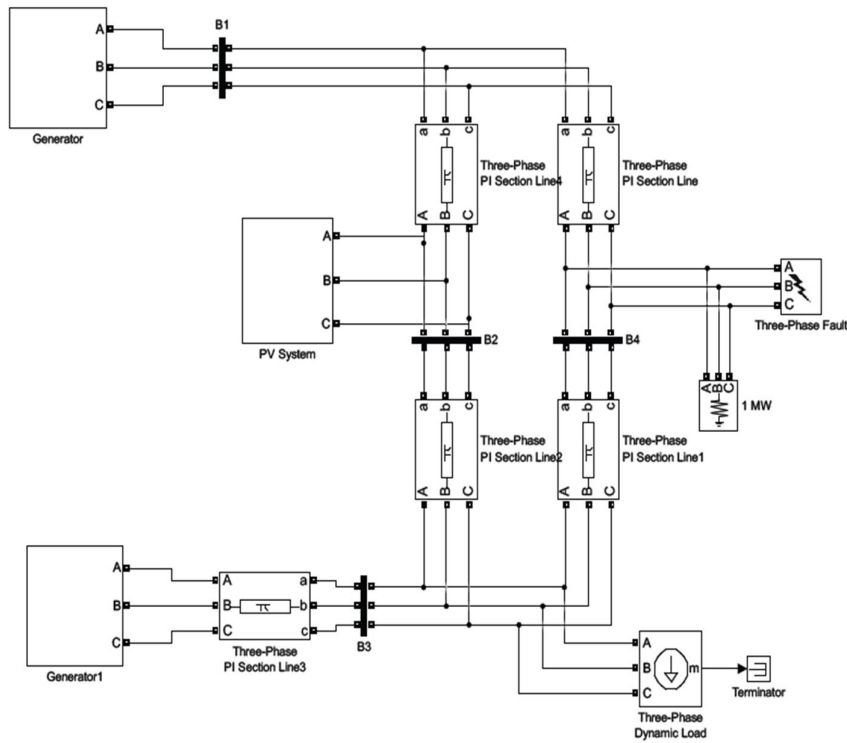 B1
A
B
C
Generator
a b c
Three-Phase
PI Section Line4
A B C
a b c
Three-Phase
PI Section Line
A B C
A
B
C
PV System
A
B
C
Three-Phase Fault
B2
B4
A B C
1 MW
a b c
Three-Phase
PI Section Line2
A B C
a b c
Three-Phase
PI Section Line1
A B C
A
B
C
Generator1
A a
B b
C c
Three-Phase
PI Section Line3
B3
A
B m
C
Three-Phase
Dynamic Load
Terminator